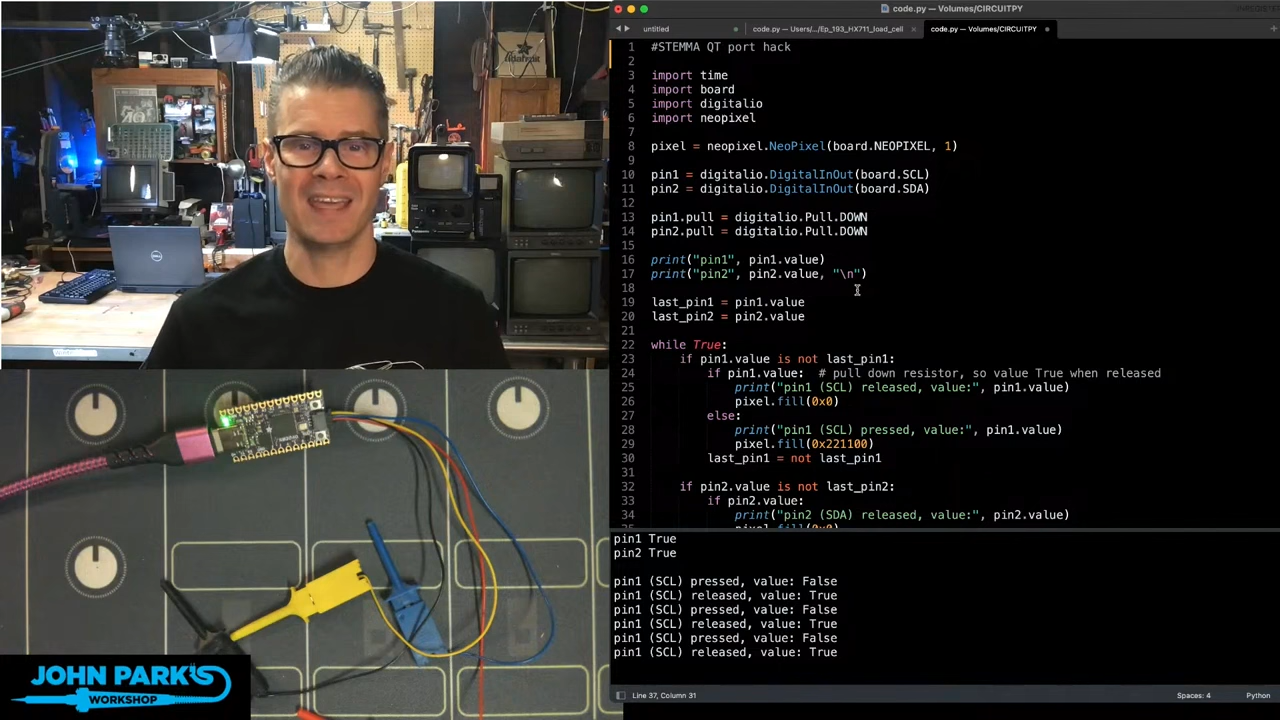 code.py — Volumes/CIRCUITPY
untitled
code.py — Users/.../Ep_193_HX711_load_cell
code.py — Volumes/CIRCUITPY
1 #STEMMA QT port hack
2
3 import time
4 import board
5 import digitalio
6 import neopixel
7
8 pixel = neopixel.NeoPixel(board.NEOPIXEL, 1)
9
10 pin1 = digitalio.DigitalInOut(board.SCL)
11 pin2 = digitalio.DigitalInOut(board.SDA)
12
13 pin1.pull = digitalio.Pull.DOWN
14 pin2.pull = digitalio.Pull.DOWN
15
16 print("pin1", pin1.value)
17 print("pin2", pin2.value, "\n")
18
19 last_pin1 = pin1.value
20 last_pin2 = pin2.value
21
22 while True:
23 if pin1.value is not last_pin1:
24 if pin1.value: # pull down resistor, so value True when released
25 print("pin1 (SCL) released, value:", pin1.value)
26 pixel.fill(0x0)
27 else:
28 print("pin1 (SCL) pressed, value:", pin1.value)
29 pixel.fill(0x221100)
30 last_pin1 = not last_pin1
31
32 if pin2.value is not last_pin2:
33 if pin2.value:
34 print("pin2 (SDA) released, value:", pin2.value)
pixel.fill(0x0)
pin1 True
pin2 True
pin1 (SCL) pressed, value: False
pin1 (SCL) released, value: True
pin1 (SCL) pressed, value: False
pin1 (SCL) released, value: True
pin1 (SCL) pressed, value: False
pin1 (SCL) released, value: True
Line 37, Column 31
Spaces: 4
Python
adafruit
DELL
JOHN PARK'S
WORKSHOP